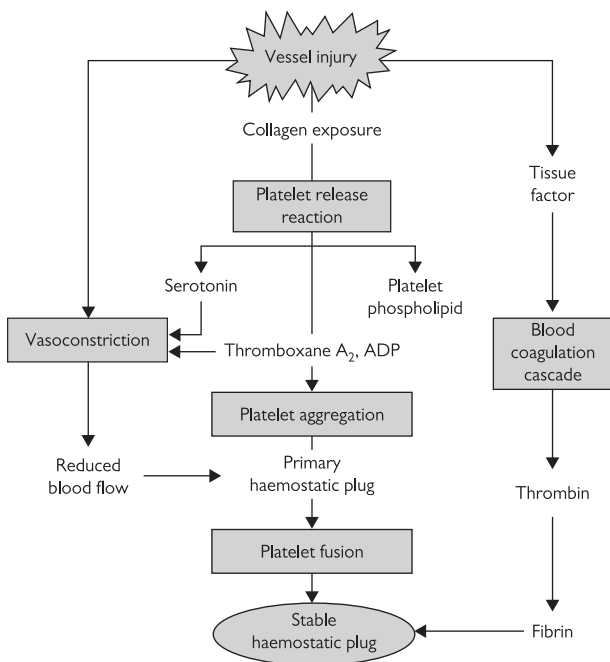 Vessel injury
Collagen exposure
Tissue
factor
Platelet release
reaction
Serotonin
Platelet
phospholipid
Vasoconstriction
Thromboxane A₂, ADP
Blood
coagulation
cascade
Platelet aggregation
Reduced
blood flow
Primary
haemostatic plug
Thrombin
Platelet fusion
Stable
haemostatic plug
Fibrin